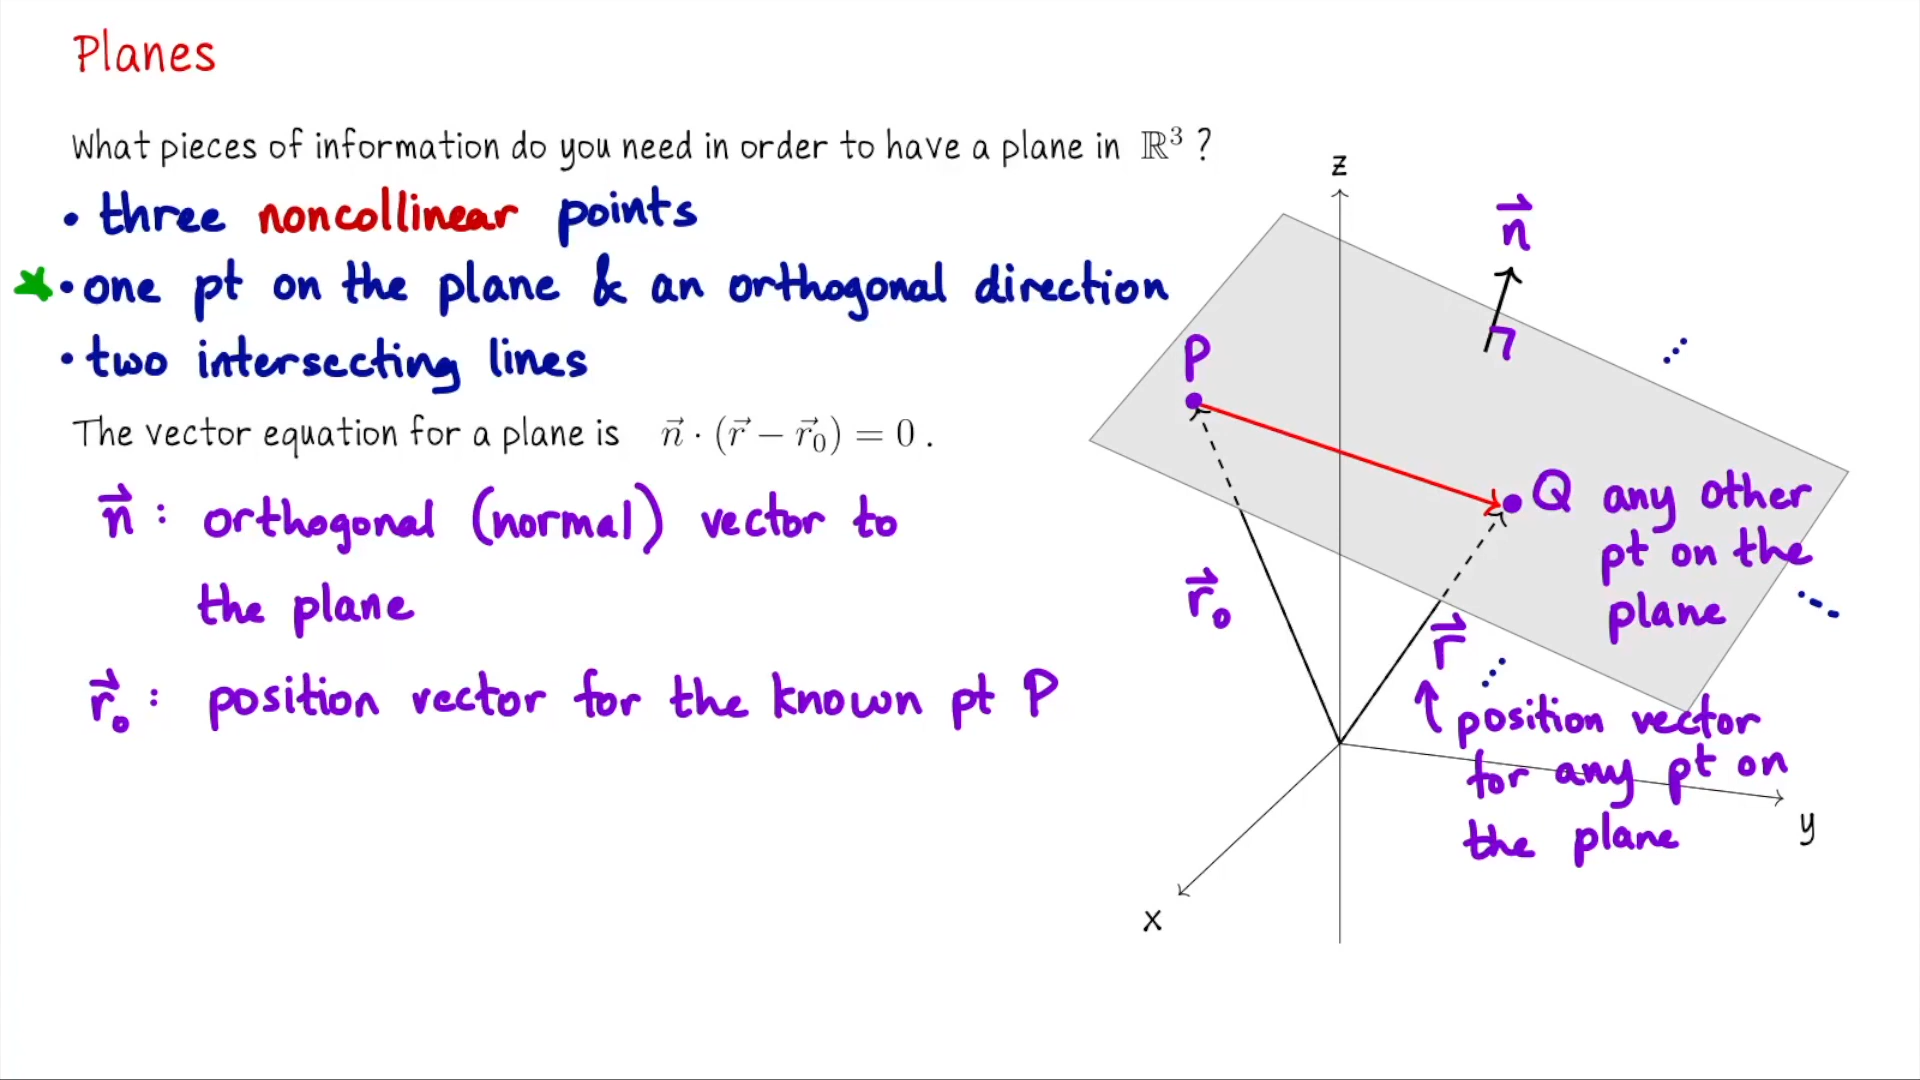 Planes
What pieces of information do you need in order to have a plane in ℝ³ ?
• three noncollinear points
• one pt on the plane & an orthogonal direction
• two intersecting lines
The vector equation for a plane is n⃗ · (r⃗ − r⃗₀) = 0 .
n⃗ : orthogonal (normal) vector to
the plane
r⃗₀ : position vector for the known pt P
z
n⃗
P
Q any other
pt on the
plane
r⃗₀
r⃗
position vector
for any pt on
the plane
y
x